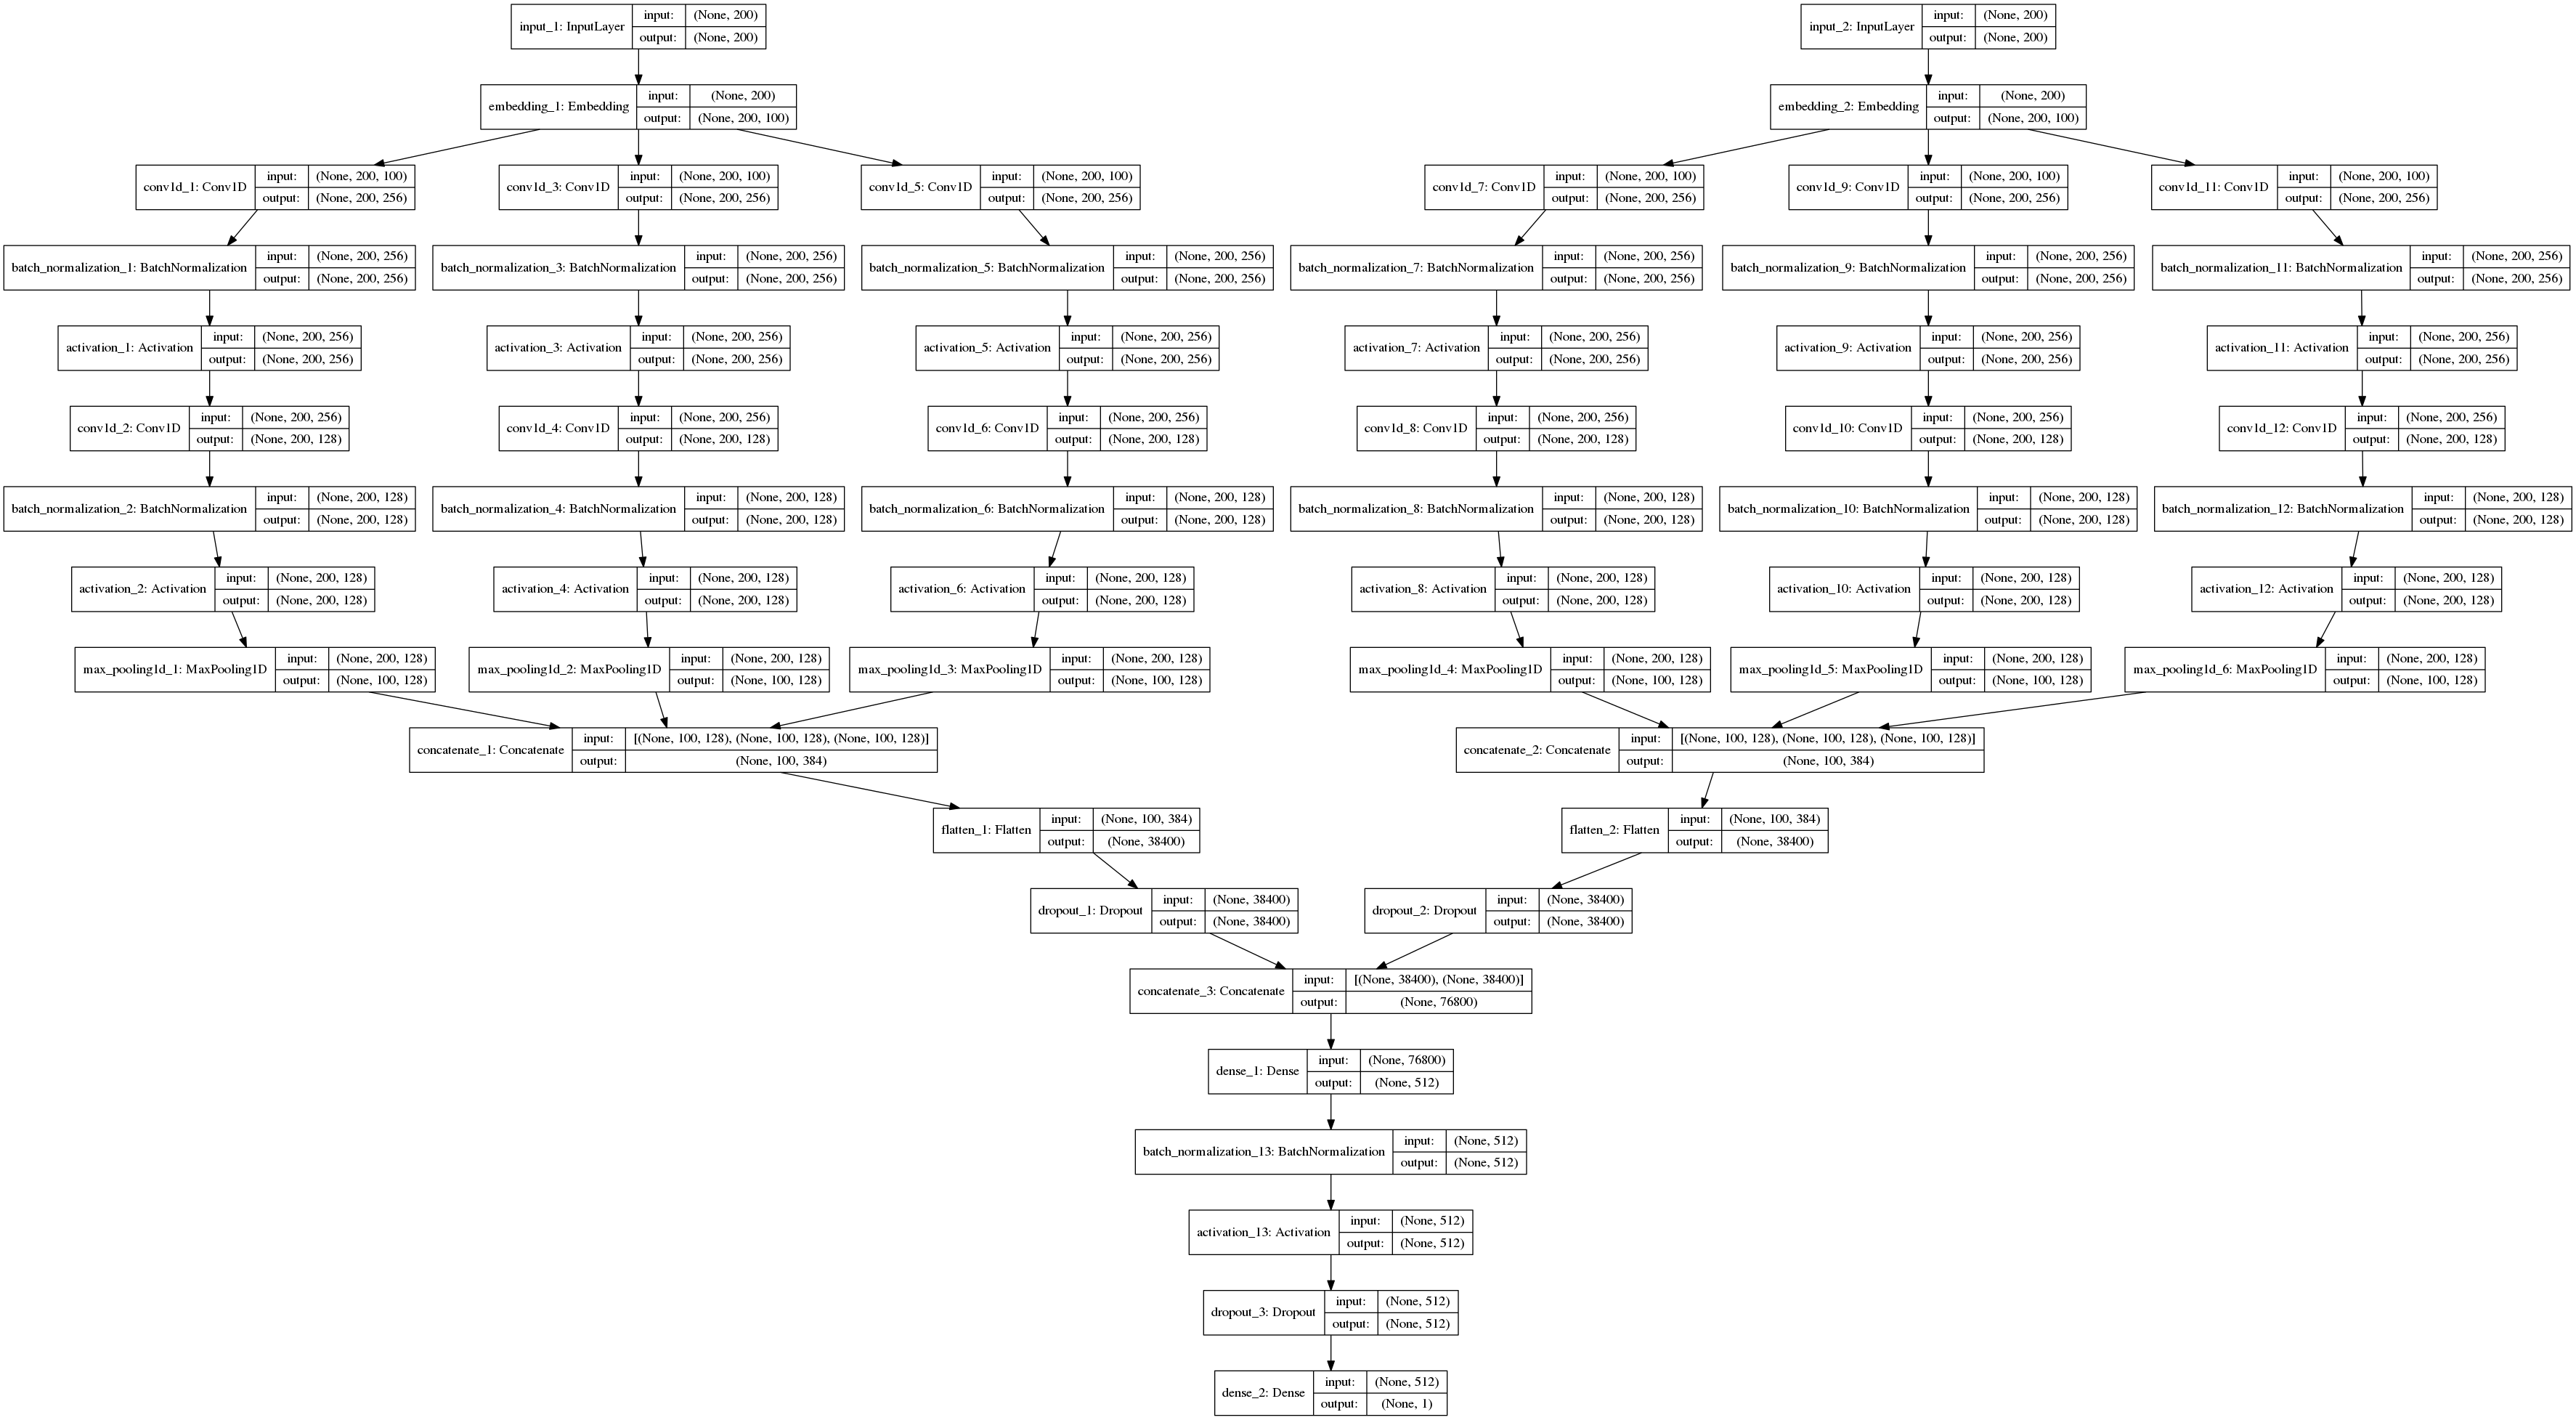 input_1: InputLayer input: (None, 200) output: (None, 200)
input_2: InputLayer input: (None, 200) output: (None, 200)
embedding_1: Embedding input: (None, 200) output: (None, 200, 100)
embedding_2: Embedding input: (None, 200) output: (None, 200, 100)
conv1d_1: Conv1D input: (None, 200, 100) output: (None, 200, 256)
conv1d_3: Conv1D input: (None, 200, 100) output: (None, 200, 256)
conv1d_5: Conv1D input: (None, 200, 100) output: (None, 200, 256)
conv1d_7: Conv1D input: (None, 200, 100) output: (None, 200, 256)
conv1d_9: Conv1D input: (None, 200, 100) output: (None, 200, 256)
conv1d_11: Conv1D input: (None, 200, 100) output: (None, 200, 256)
batch_normalization_1: BatchNormalization input: (None, 200, 256) output: (None, 200, 256)
batch_normalization_3: BatchNormalization input: (None, 200, 256) output: (None, 200, 256)
batch_normalization_5: BatchNormalization input: (None, 200, 256) output: (None, 200, 256)
batch_normalization_7: BatchNormalization input: (None, 200, 256) output: (None, 200, 256)
batch_normalization_9: BatchNormalization input: (None, 200, 256) output: (None, 200, 256)
batch_normalization_11: BatchNormalization input: (None, 200, 256) output: (None, 200, 256)
activation_1: Activation input: (None, 200, 256) output: (None, 200, 256)
activation_3: Activation input: (None, 200, 256) output: (None, 200, 256)
activation_5: Activation input: (None, 200, 256) output: (None, 200, 256)
activation_7: Activation input: (None, 200, 256) output: (None, 200, 256)
activation_9: Activation input: (None, 200, 256) output: (None, 200, 256)
activation_11: Activation input: (None, 200, 256) output: (None, 200, 256)
conv1d_2: Conv1D input: (None, 200, 256) output: (None, 200, 128)
conv1d_4: Conv1D input: (None, 200, 256) output: (None, 200, 128)
conv1d_6: Conv1D input: (None, 200, 256) output: (None, 200, 128)
conv1d_8: Conv1D input: (None, 200, 256) output: (None, 200, 128)
conv1d_10: Conv1D input: (None, 200, 256) output: (None, 200, 128)
conv1d_12: Conv1D input: (None, 200, 256) output: (None, 200, 128)
batch_normalization_2: BatchNormalization input: (None, 200, 128) output: (None, 200, 128)
batch_normalization_4: BatchNormalization input: (None, 200, 128) output: (None, 200, 128)
batch_normalization_6: BatchNormalization input: (None, 200, 128) output: (None, 200, 128)
batch_normalization_8: BatchNormalization input: (None, 200, 128) output: (None, 200, 128)
batch_normalization_10: BatchNormalization input: (None, 200, 128) output: (None, 200, 128)
batch_normalization_12: BatchNormalization input: (None, 200, 128) output: (None, 200, 128)
activation_2: Activation input: (None, 200, 128) output: (None, 200, 128)
activation_4: Activation input: (None, 200, 128) output: (None, 200, 128)
activation_6: Activation input: (None, 200, 128) output: (None, 200, 128)
activation_8: Activation input: (None, 200, 128) output: (None, 200, 128)
activation_10: Activation input: (None, 200, 128) output: (None, 200, 128)
activation_12: Activation input: (None, 200, 128) output: (None, 200, 128)
max_pooling1d_1: MaxPooling1D input: (None, 200, 128) output: (None, 100, 128)
max_pooling1d_2: MaxPooling1D input: (None, 200, 128) output: (None, 100, 128)
max_pooling1d_3: MaxPooling1D input: (None, 200, 128) output: (None, 100, 128)
max_pooling1d_4: MaxPooling1D input: (None, 200, 128) output: (None, 100, 128)
max_pooling1d_5: MaxPooling1D input: (None, 200, 128) output: (None, 100, 128)
max_pooling1d_6: MaxPooling1D input: (None, 200, 128) output: (None, 100, 128)
concatenate_1: Concatenate input: [(None, 100, 128), (None, 100, 128), (None, 100, 128)] output: (None, 100, 384)
concatenate_2: Concatenate input: [(None, 100, 128), (None, 100, 128), (None, 100, 128)] output: (None, 100, 384)
flatten_1: Flatten input: (None, 100, 384) output: (None, 38400)
flatten_2: Flatten input: (None, 100, 384) output: (None, 38400)
dropout_1: Dropout input: (None, 38400) output: (None, 38400)
dropout_2: Dropout input: (None, 38400) output: (None, 38400)
concatenate_3: Concatenate input: [(None, 38400), (None, 38400)] output: (None, 76800)
dense_1: Dense input: (None, 76800) output: (None, 512)
batch_normalization_13: BatchNormalization input: (None, 512) output: (None, 512)
activation_13: Activation input: (None, 512) output: (None, 512)
dropout_3: Dropout input: (None, 512) output: (None, 512)
dense_2: Dense input: (None, 512) output: (None, 1)